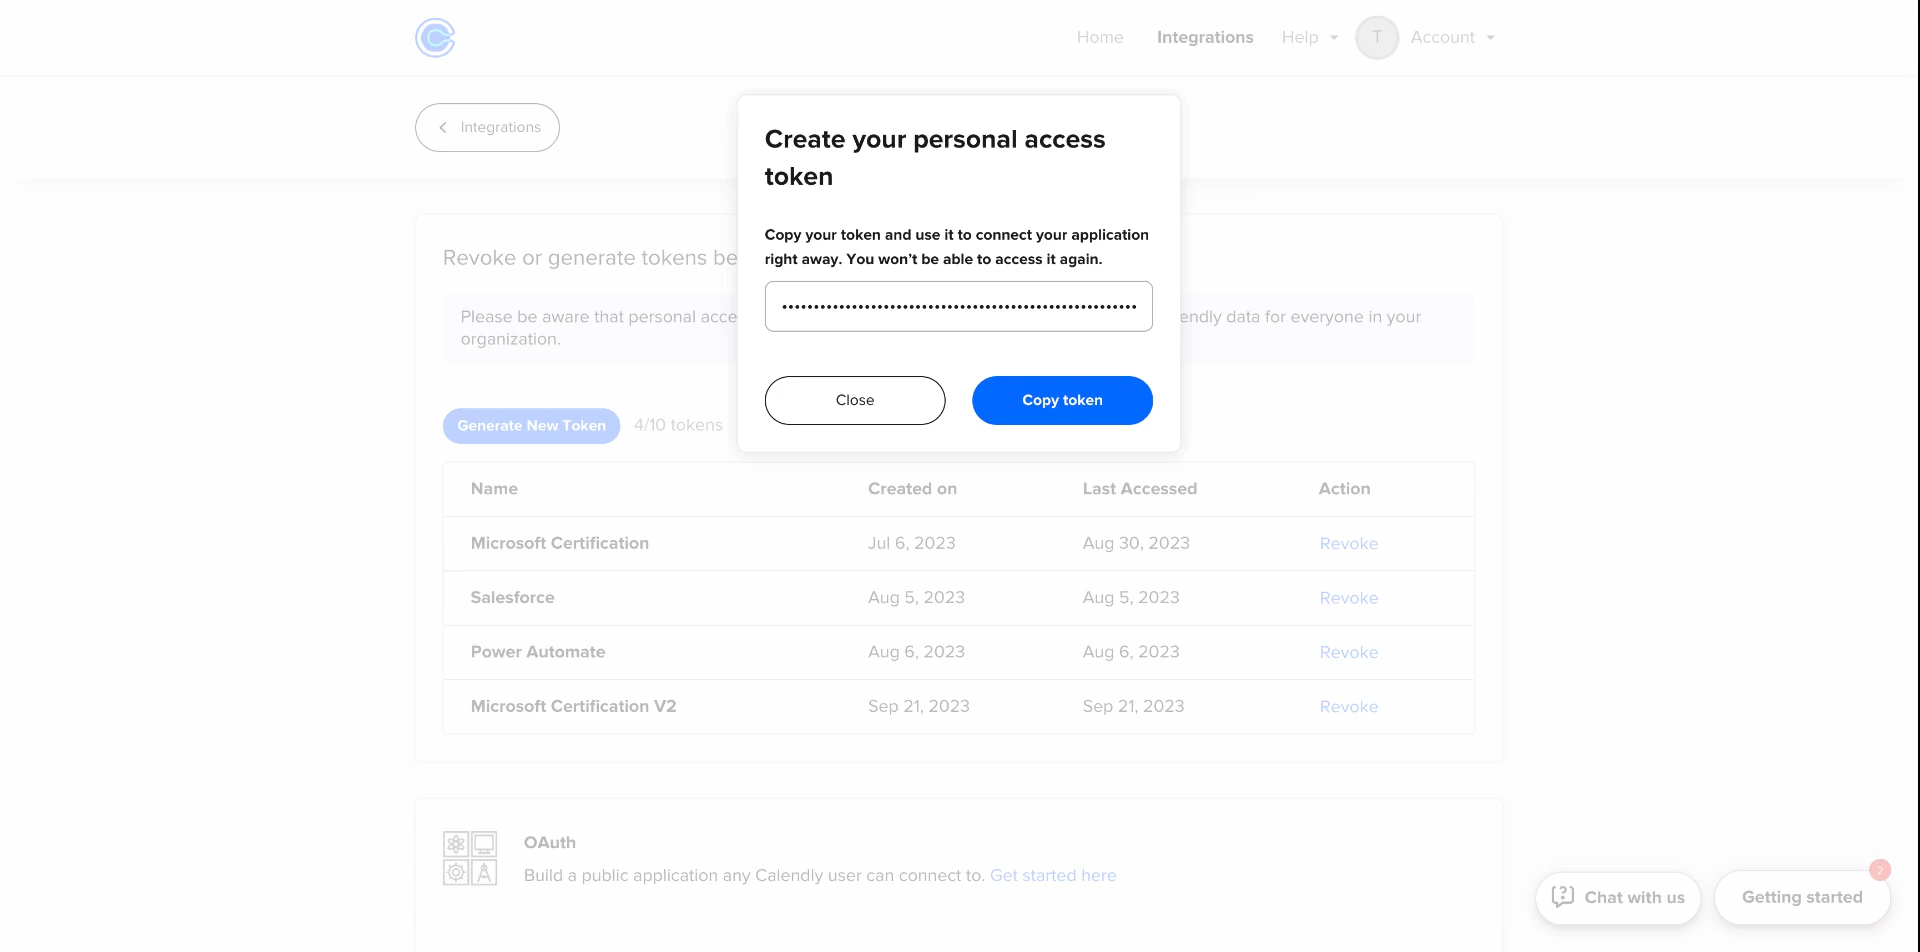 Home
Integrations
Help
T
Account
Integrations
Create your personal access
token
Copy your token and use it to connect your application
right away. You won't be able to access it again.
••••••••••••••••••••••••••••••••••••••••••••••••••••••••
Close
Copy token
Revoke or generate tokens be
Please be aware that personal acce
endly data for everyone in your
organization.
Generate New Token
4/10 tokens
Name Created on Last Accessed Action
Microsoft Certification Jul 6, 2023 Aug 30, 2023 Revoke
Salesforce Aug 5, 2023 Aug 5, 2023 Revoke
Power Automate Aug 6, 2023 Aug 6, 2023 Revoke
Microsoft Certification V2 Sep 21, 2023 Sep 21, 2023 Revoke
OAuth
Build a public application any Calendly user can connect to. Get started here
Chat with us
Getting started
2